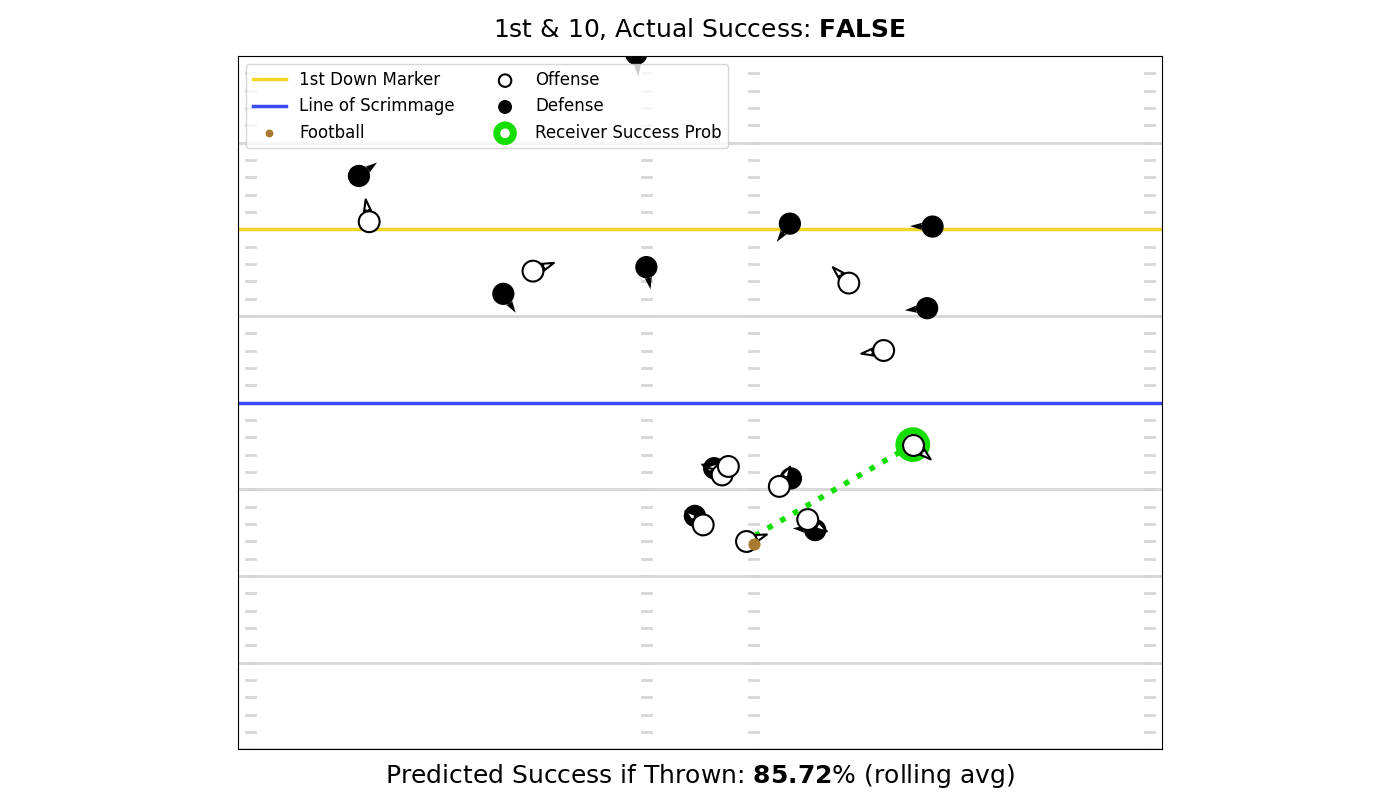 1st & 10, Actual Success: FALSE
1st Down Marker
Line of Scrimmage
Football
Offense
Defense
Receiver Success Prob
Predicted Success if Thrown: 85.72% (rolling avg)